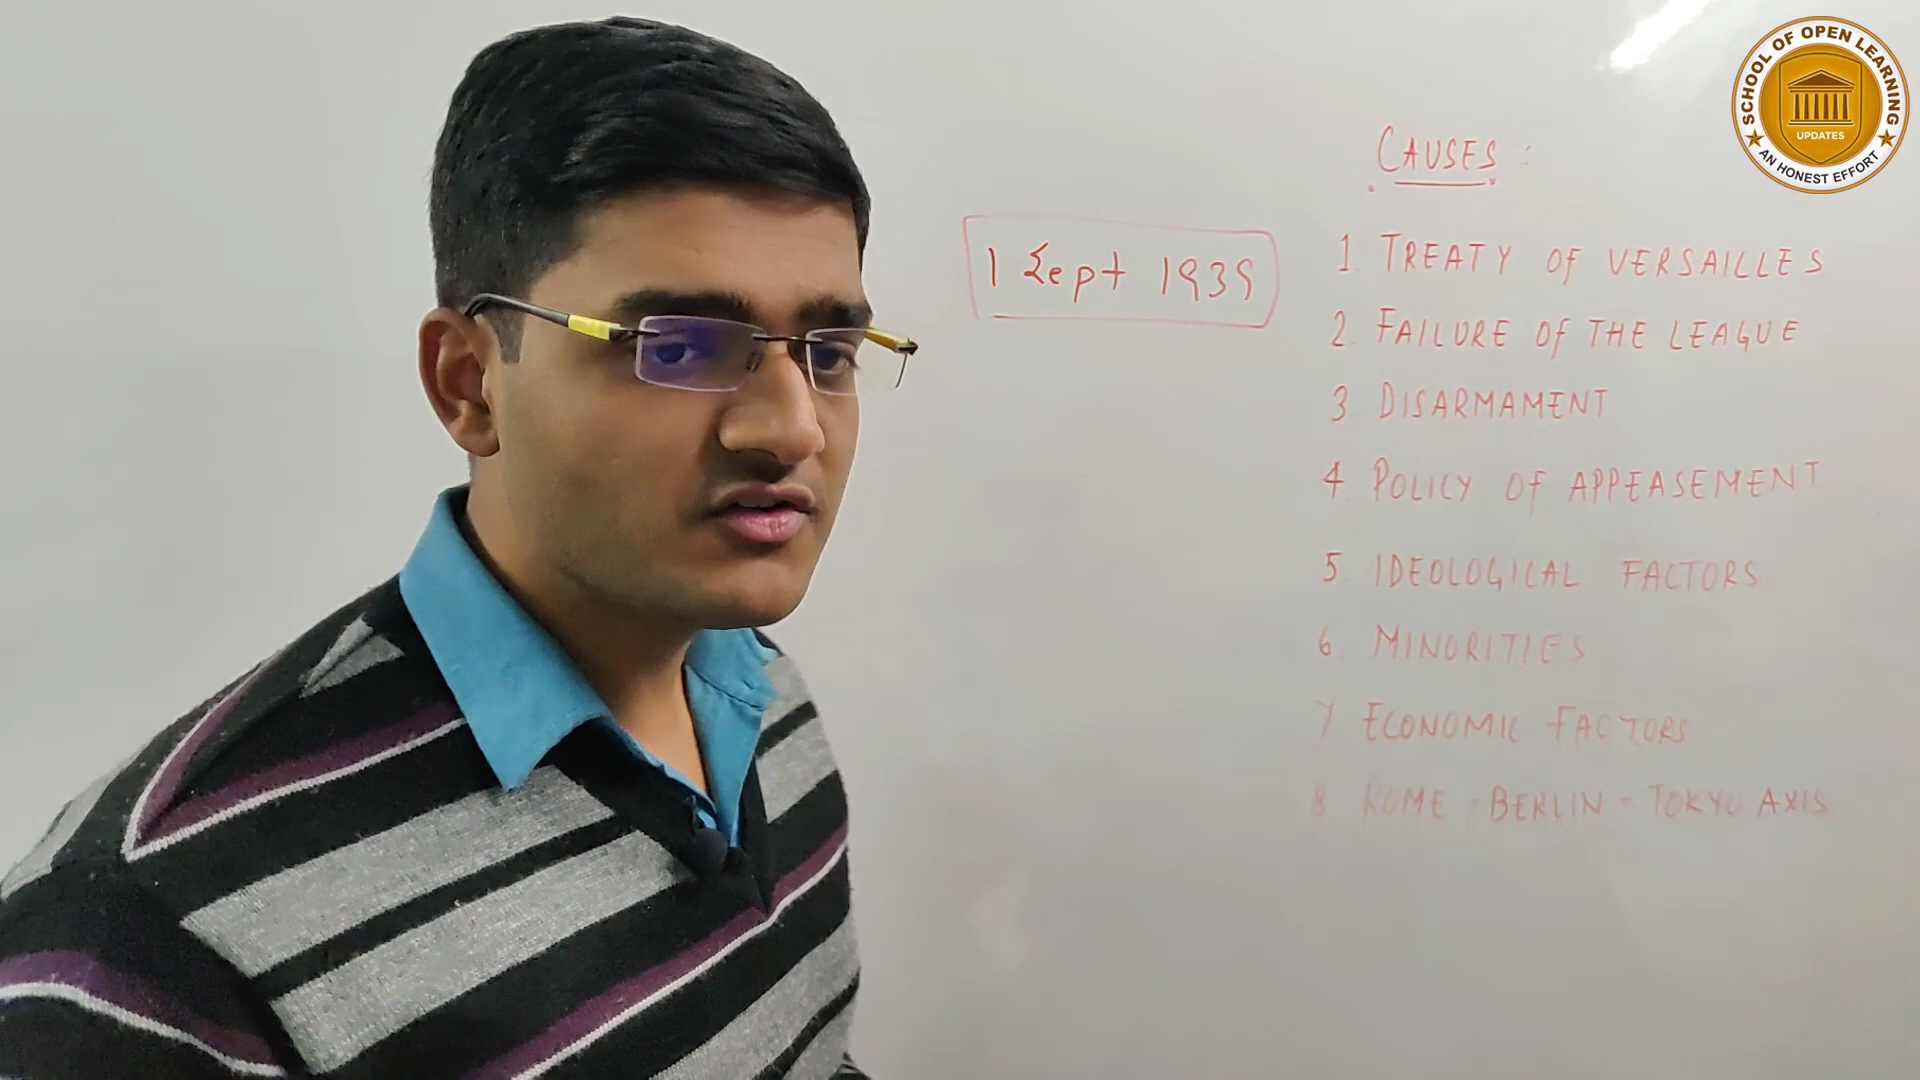 SCHOOL OF OPEN LEARNING
UPDATES
AN HONEST EFFORT
CAUSES :
1 Sept 1939
1. TREATY OF VERSAILLES
2. FAILURE OF THE LEAGUE
3. DISARMAMENT
4. POLICY OF APPEASEMENT
5. IDEOLOGICAL FACTORS
6 MINORITIES
7 ECONOMIC FACTORS
8 ROME - BERLIN - TOKYO AXIS